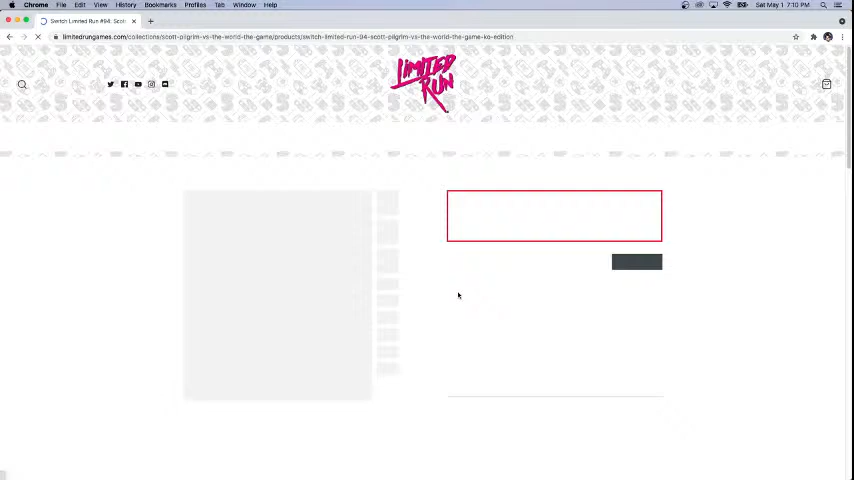 Chrome File Edit View History Bookmarks Profiles Tab Window Help Sat May 1 7:10 PM
Switch Limited Run #94: Scott
limitedrungames.com/collections/scott-pilgrim-vs-the-world-the-game/products/switch-limited-run-94-scott-pilgrim-vs-the-world-the-game-ko-edition
LIMITED
RUN